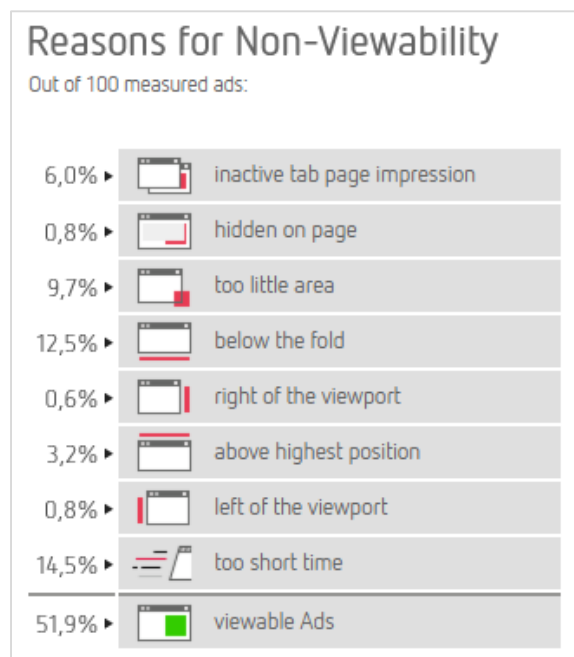 Reasons for Non-Viewability
Out of 100 measured ads:
6,0% ▸ inactive tab page impression
0,8% ▸ hidden on page
9,7% ▸ too little area
12,5% ▸ below the fold
0,6% ▸ right of the viewport
3,2% ▸ above highest position
0,8% ▸ left of the viewport
14,5% ▸ too short time
51,9% ▸ viewable Ads